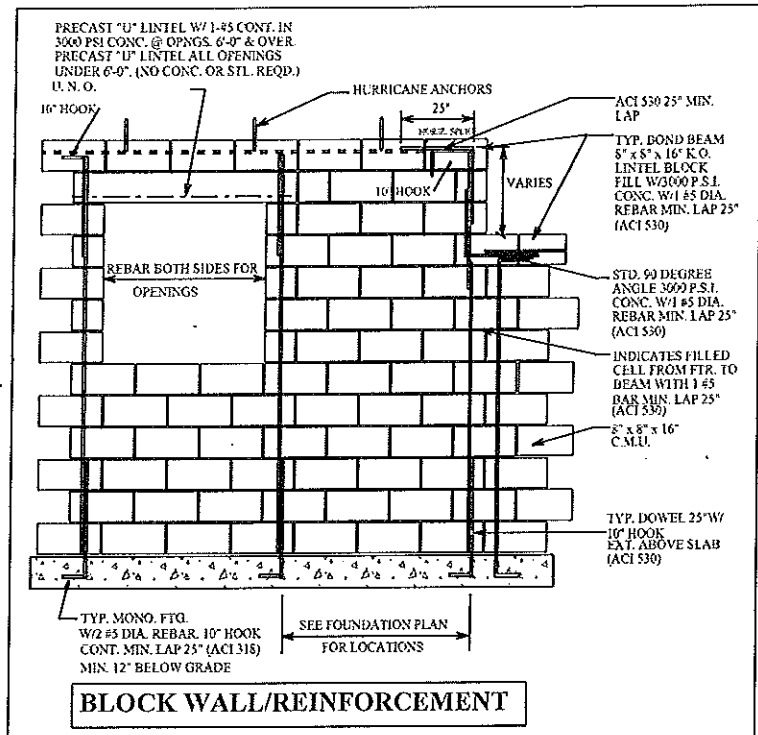 PRECAST "U" LINTEL W/ 1-#5 CONT. IN
3000 PSI CONC. @ OPNGS. 6'-0" & OVER
PRECAST "U" LINTEL ALL OPENINGS
UNDER 6'-0". (NO CONC. OR STL. REQD.)
U. N. O.
10" HOOK
HURRICANE ANCHORS
25"
HORIZ. SPLICE
10" HOOK
VARIES
ACI 530 25" MIN.
LAP
TYP. BOND BEAM
8" x 8" x 16" K.O.
LINTEL BLOCK
FILL W/3000 P.S.I.
CONC. W/1 #5 DIA.
REBAR MIN. LAP 25"
(ACI 530)
REBAR BOTH SIDES FOR
OPENINGS
STD. 90 DEGREE
ANGLE 3000 P.S.I.
CONC. W/1 #5 DIA.
REBAR MIN. LAP 25"
(ACI 530)
INDICATES FILLED
CELL FROM FTR. TO
BEAM WITH 1 #5
BAR MIN. LAP 25"
(ACI 530)
8" x 8" x 16"
C.M.U.
TYP. DOWEL 25"W/
10" HOOK
EXT. ABOVE SLAB
(ACI 530)
TYP. MONO. FTG.
W/2 #5 DIA. REBAR. 10" HOOK
CONT. MIN. LAP 25" (ACI 318)
MIN. 12" BELOW GRADE
SEE FOUNDATION PLAN
FOR LOCATIONS
BLOCK WALL/REINFORCEMENT